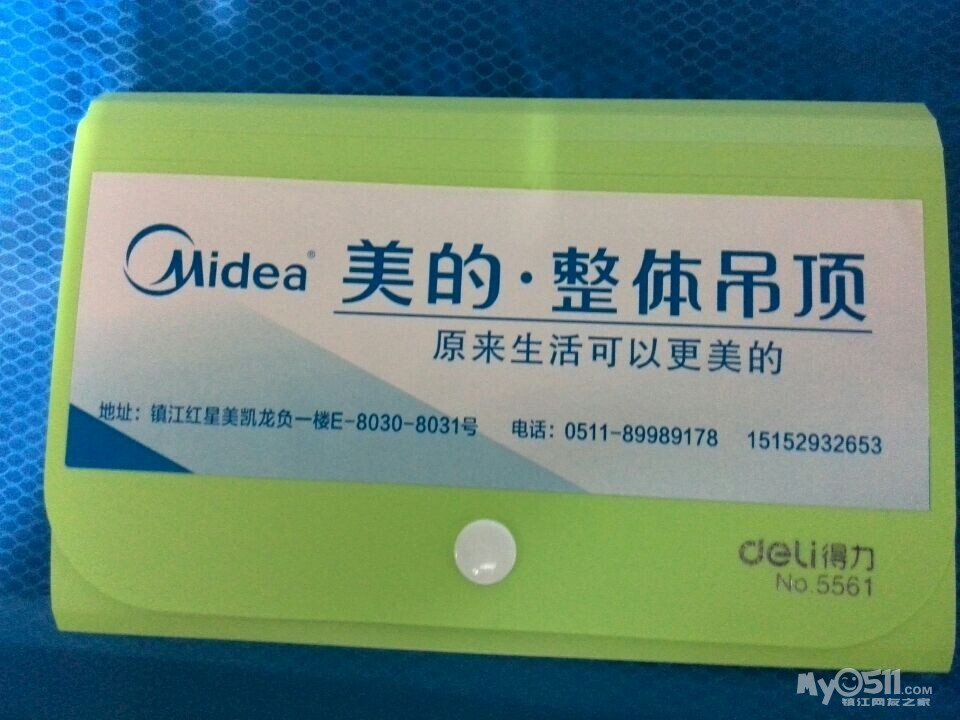 Midea® 美的·整体吊顶
原来生活可以更美的
地址：镇江红星美凯龙负一楼E-8030-8031号 电话：0511-89989178 15152932653
deli得力
No.5561
My0511.COM
镇江网友之家